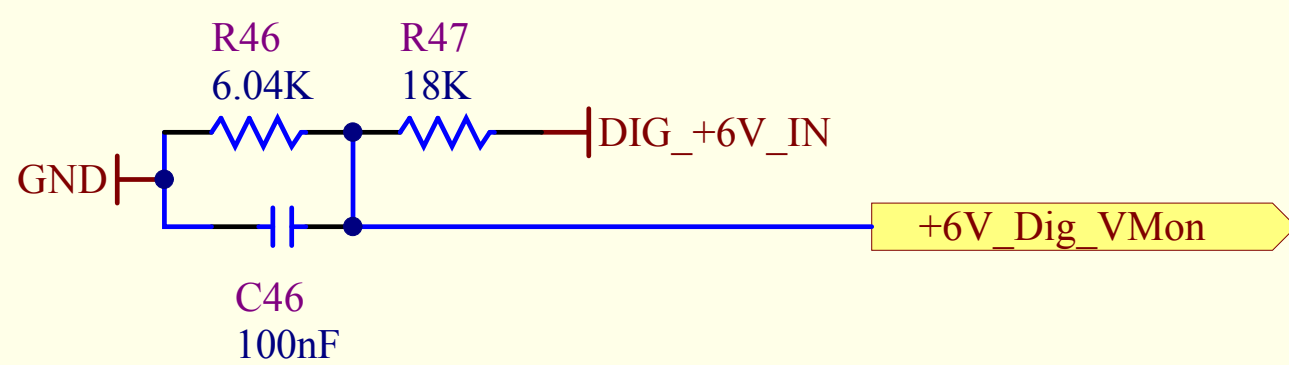 R46
6.04K
R47
18K
DIG_+6V_IN
GND
+6V_Dig_VMon
C46
100nF